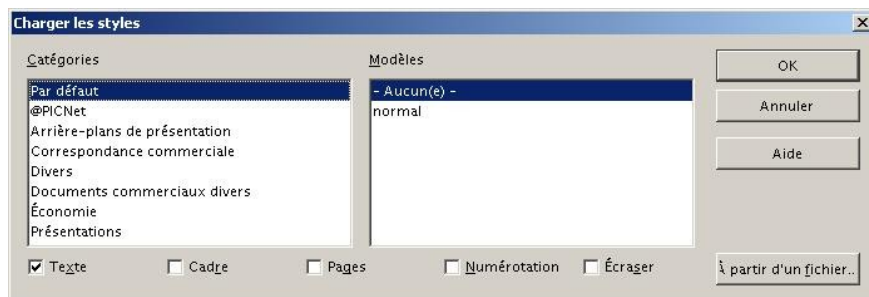 Charger les styles
Catégories
Modèles
Par défaut
@PICNet
Arrière-plans de présentation
Correspondance commerciale
Divers
Documents commerciaux divers
Économie
Présentations
- Aucun(e) -
normal
OK
Annuler
Aide
Texte
Cadre
Pages
Numérotation
Écraser
À partir d'un fichier..